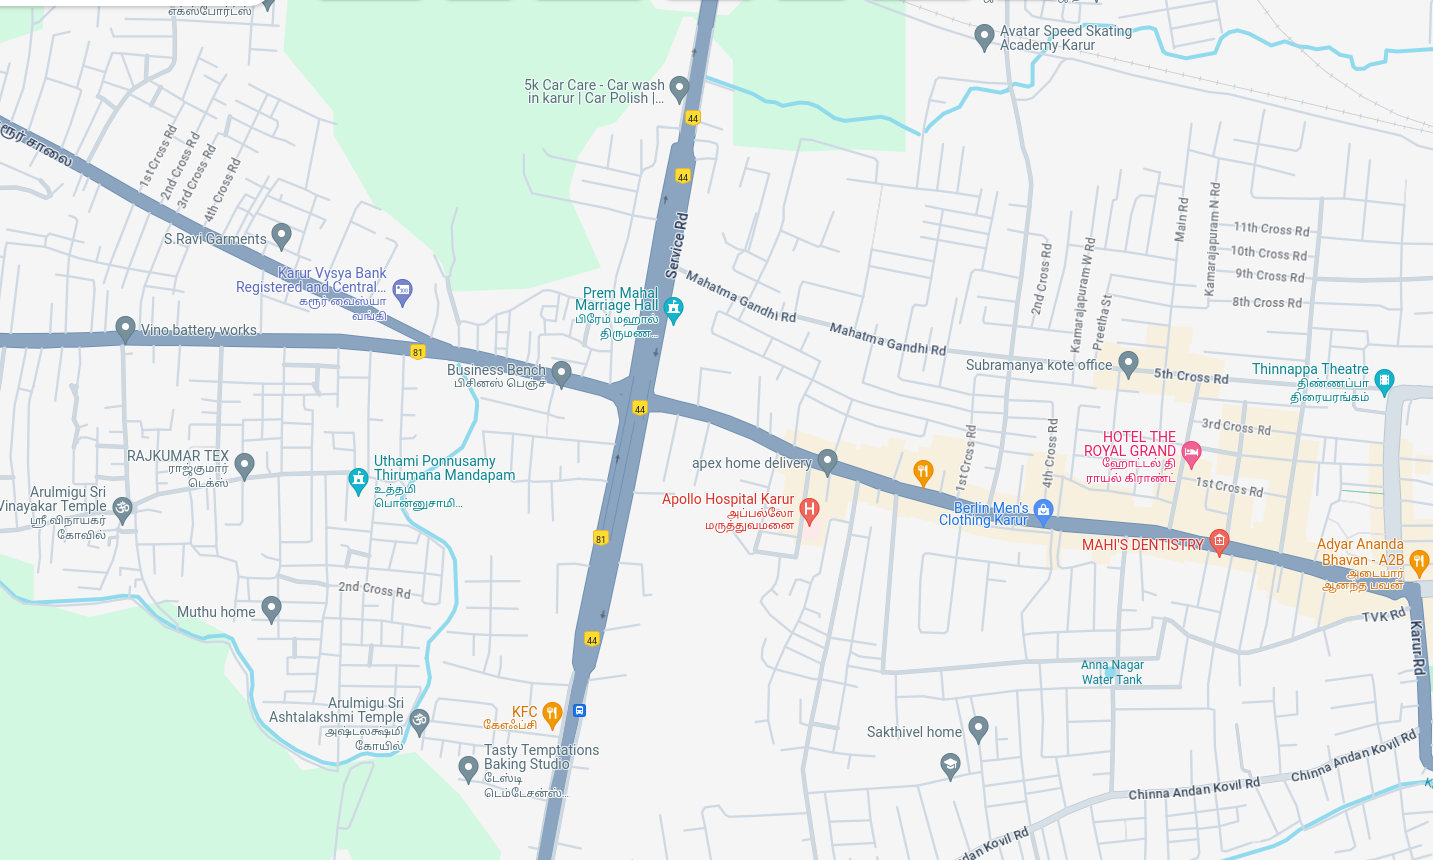 எக்ஸ்போர்ட்ஸ்
Avatar Speed Skating
Academy Karur
5k Car Care - Car wash
in karur | Car Polish |...
44
44
1st Cross Rd
2nd Cross Rd
3rd Cross Rd
4th Cross Rd
சாலை
S.Ravi Garments
Service Rd
Main Rd
Kamarajapuram N Rd
11th Cross Rd
10th Cross Rd
9th Cross Rd
8th Cross Rd
2nd Cross Rd
Kamarajapuram W Rd
Preetha St
Karur Vysya Bank
Registered and Central...
கரூர் வைஸ்யா
வங்கி
Prem Mahal
Marriage Hall
பிரேம் மஹால்
திருமண...
Mahatma Gandhi Rd
Mahatma Gandhi Rd
Vino battery works
81
Business Bench
பிசினஸ் பெஞ்ச்
44
Subramanya kote office
5th Cross Rd
Thinnappa Theatre
திண்ணப்பா
திரையரங்கம்
3rd Cross Rd
HOTEL THE
ROYAL GRAND
ஹோட்டல் தி
ராயல் கிராண்ட்
1st Cross Rd
1st Cross Rd
4th Cross Rd
RAJKUMAR TEX
ராஜ்குமார்
டெக்ஸ்
Uthami Ponnusamy
Thirumana Mandapam
உத்தமி
பொன்னுசாமி...
apex home delivery
Apollo Hospital Karur
அப்பல்லோ
மருத்துவமனை
Arulmigu Sri
Vinayakar Temple
ஸ்ரீ விநாயகர்
கோவில்
Berlin Men's
Clothing Karur
81
MAHI'S DENTISTRY
Adyar Ananda
Bhavan - A2B
அடையார்
ஆனந்த பவன்
2nd Cross Rd
Muthu home
44
TVK Rd
Karur Rd
Anna Nagar
Water Tank
Arulmigu Sri
Ashtalakshmi Temple
அஷ்டலக்ஷ்மி
கோயில்
KFC
கேஎஃப்சி
Tasty Temptations
Baking Studio
டேஸ்டி
டெம்டேசன்ஸ்...
Sakthivel home
Chinna Andan Kovil Rd
Chinna Andan Kovil Rd
Kovil Rd